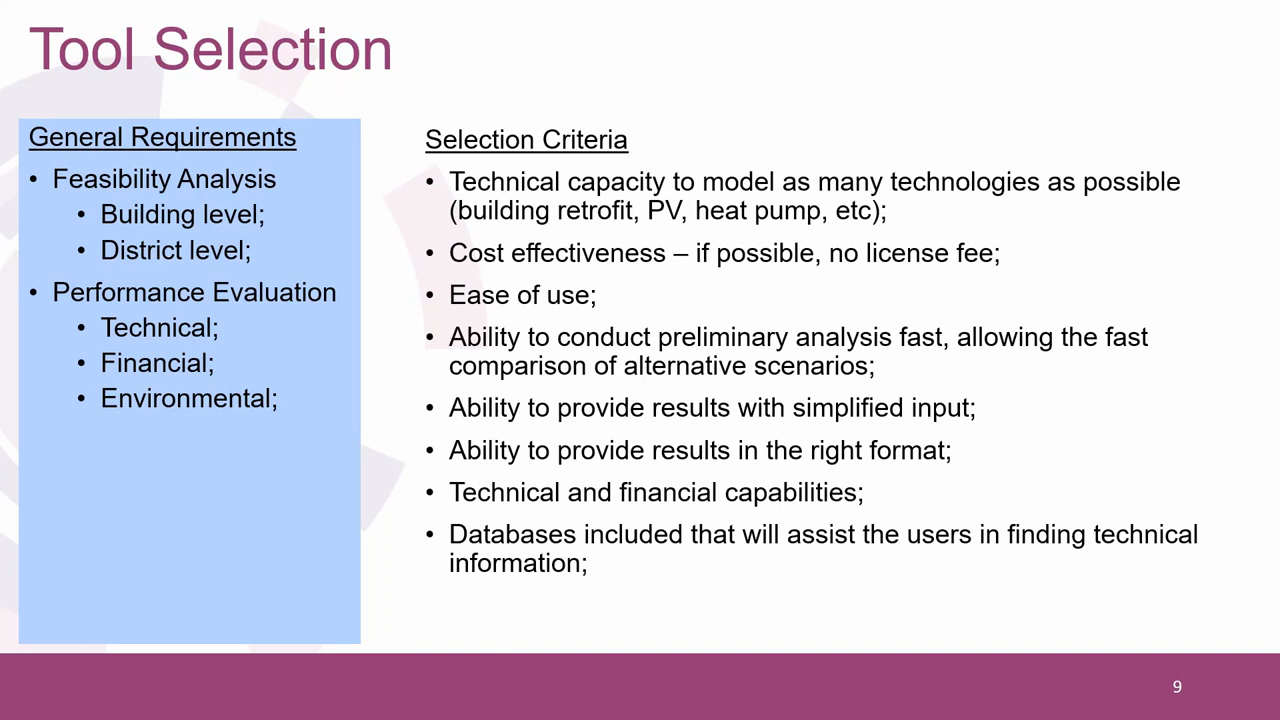 Tool Selection
General Requirements
• Feasibility Analysis
• Building level;
• District level;
• Performance Evaluation
• Technical;
• Financial;
• Environmental;
Selection Criteria
• Technical capacity to model as many technologies as possible
(building retrofit, PV, heat pump, etc);
• Cost effectiveness – if possible, no license fee;
• Ease of use;
• Ability to conduct preliminary analysis fast, allowing the fast
comparison of alternative scenarios;
• Ability to provide results with simplified input;
• Ability to provide results in the right format;
• Technical and financial capabilities;
• Databases included that will assist the users in finding technical
information;
9